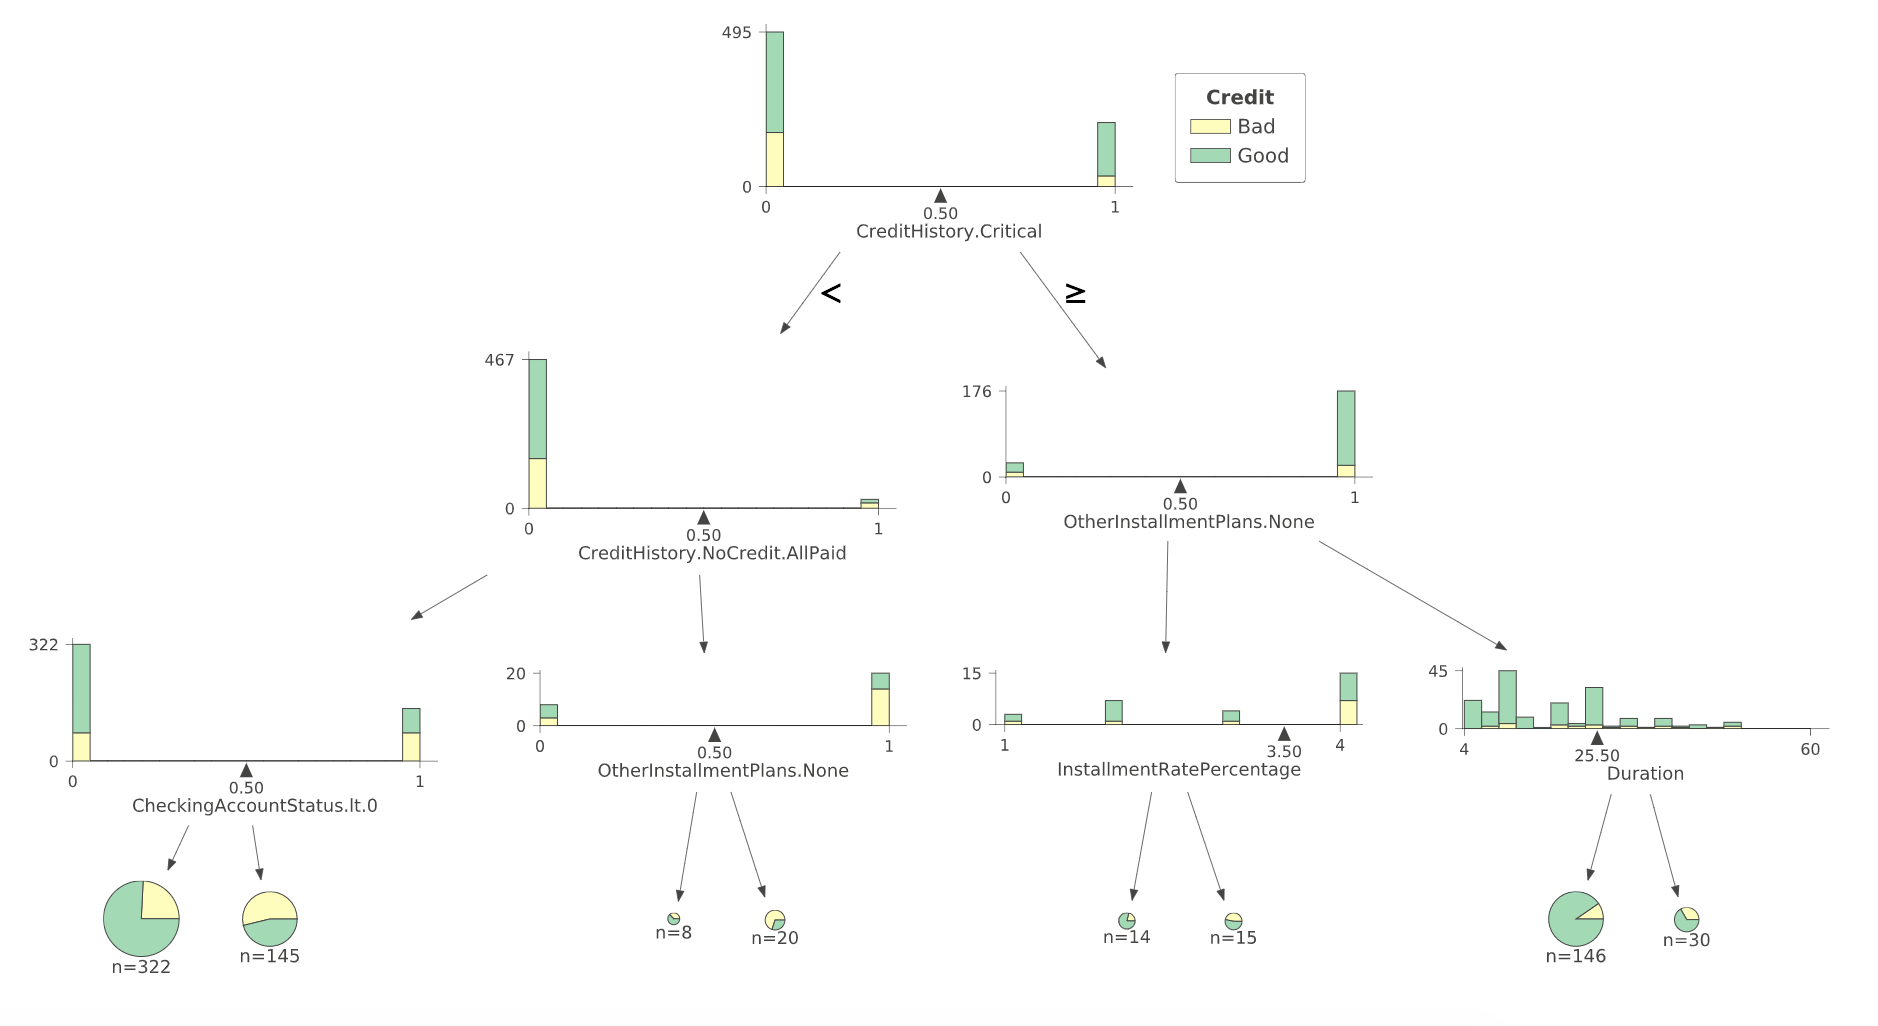 495
0
0
0.50
1
CreditHistory.Critical
Credit
Bad
Good
<
≥
467
0
0
0.50
1
CreditHistory.NoCredit.AllPaid
176
0
0
0.50
1
OtherInstallmentPlans.None
322
0
0
0.50
1
CheckingAccountStatus.lt.0
20
0
0
0.50
1
OtherInstallmentPlans.None
15
0
1
3.50
4
InstallmentRatePercentage
45
0
4
25.50
60
Duration
n=322
n=145
n=8
n=20
n=14
n=15
n=146
n=30